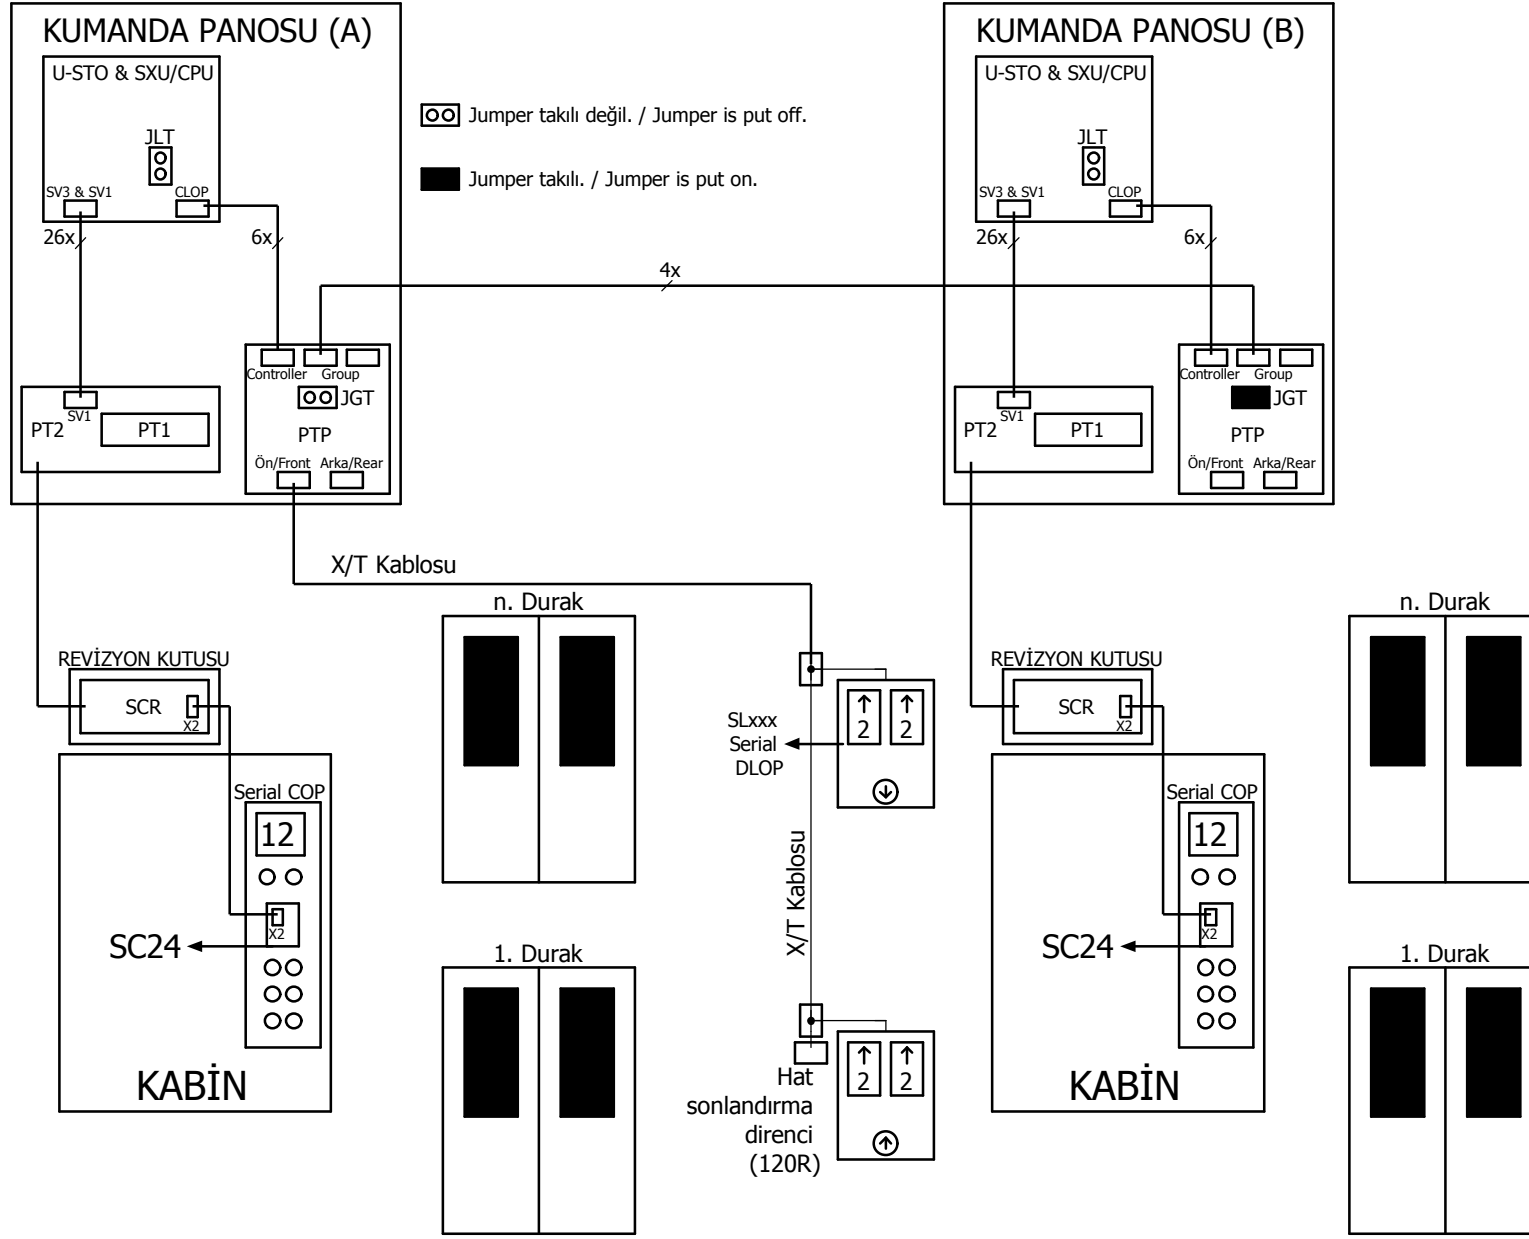 KUMANDA PANOSU (A)
U-STO & SXU/CPU
JLT
SV3 & SV1
CLOP
26x
6x
Controller
Group
JGT
SV1
PT2
PT1
PTP
Ön/Front
Arka/Rear
Jumper takılı değil. / Jumper is put off.
Jumper takılı. / Jumper is put on.
4x
KUMANDA PANOSU (B)
U-STO & SXU/CPU
JLT
SV3 & SV1
CLOP
26x
6x
Controller
Group
JGT
SV1
PT2
PT1
PTP
Ön/Front
Arka/Rear
X/T Kablosu
n. Durak
REVİZYON KUTUSU
SCR
X2
Serial COP
12
X2
SC24
KABİN
1. Durak
SLxxx
Serial
DLOP
2
2
X/T Kablosu
Hat
sonlandırma
direnci
(120R)
2
2
n. Durak
REVİZYON KUTUSU
SCR
X2
Serial COP
12
X2
SC24
KABİN
1. Durak